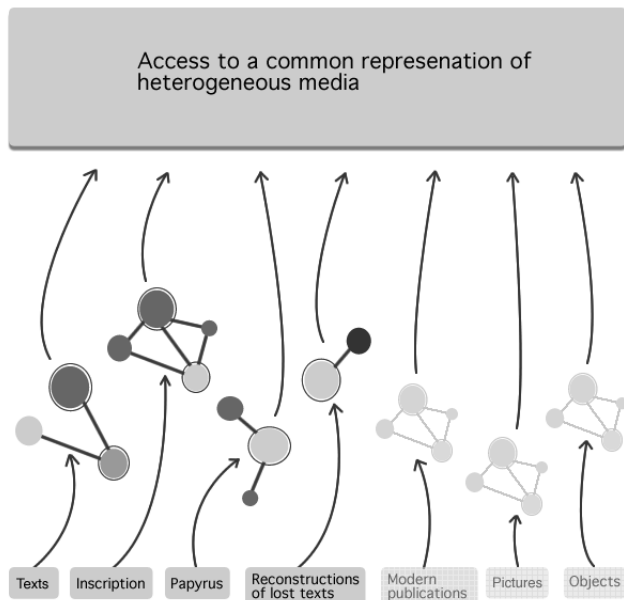 Access to a common represenation of
heterogeneous media
Texts
Inscription
Papyrus
Reconstructions
of lost texts
Modern
publications
Pictures
Objects